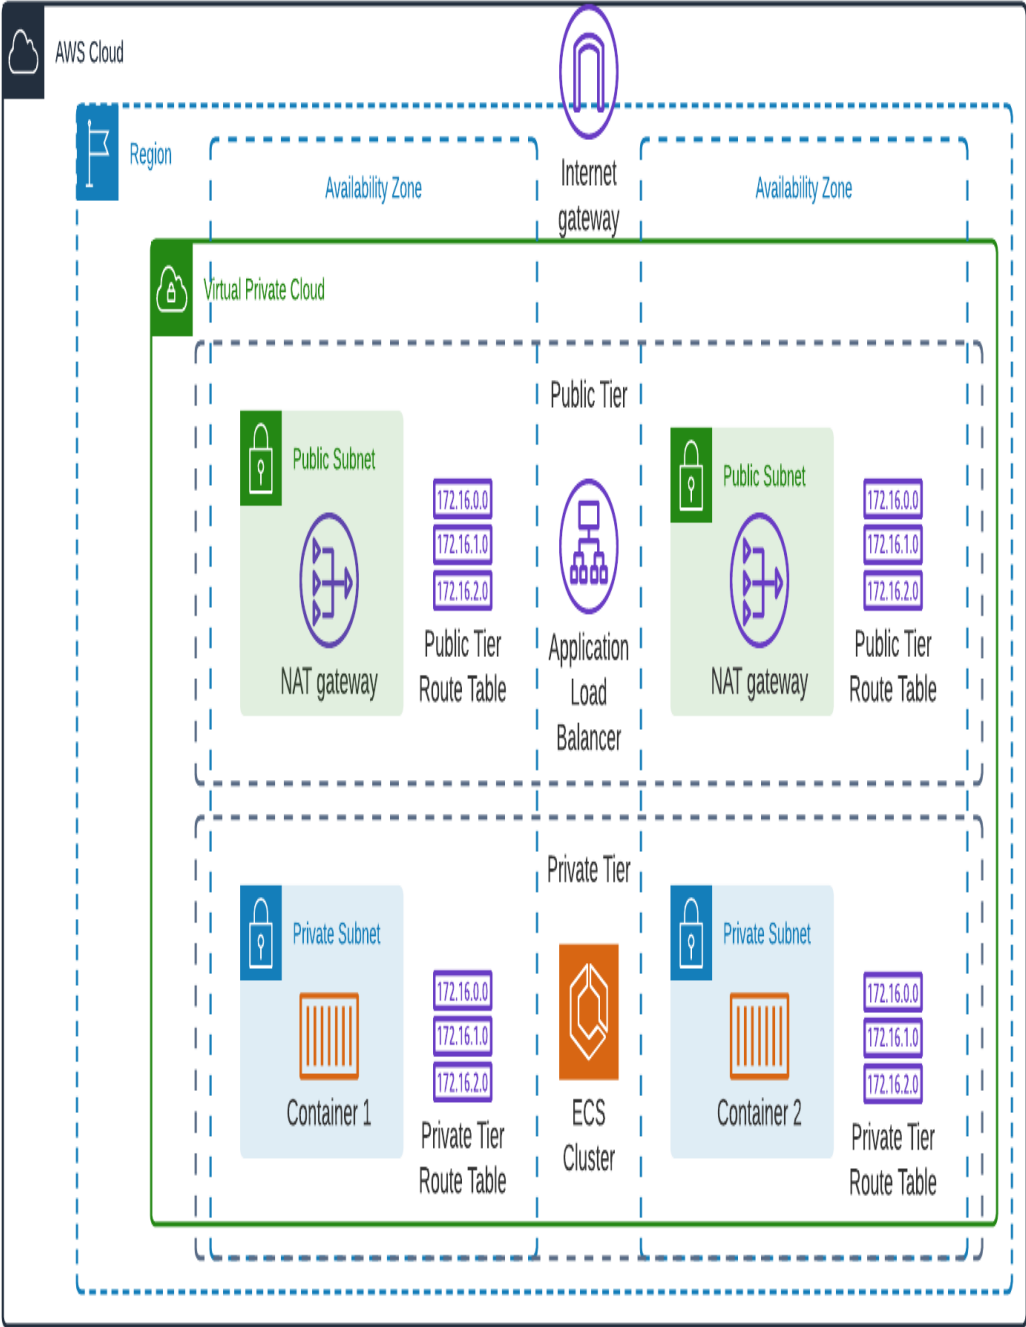 AWS Cloud
Region
Availability Zone
Internet
gateway
Availability Zone
Virtual Private Cloud
Public Tier
Public Subnet
NAT gateway
172.16.0.0
172.16.1.0
172.16.2.0
Public Tier
Route Table
Application
Load
Balancer
Public Subnet
NAT gateway
172.16.0.0
172.16.1.0
172.16.2.0
Public Tier
Route Table
Private Tier
Private Subnet
Container 1
172.16.0.0
172.16.1.0
172.16.2.0
Private Tier
Route Table
ECS
Cluster
Private Subnet
Container 2
172.16.0.0
172.16.1.0
172.16.2.0
Private Tier
Route Table